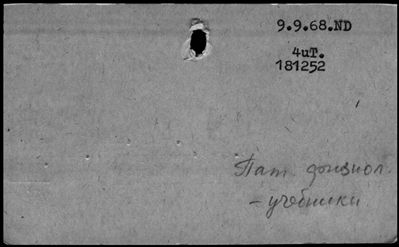 9.9.68.ND
4uT.
181252
Пат. физиол.
- учебники